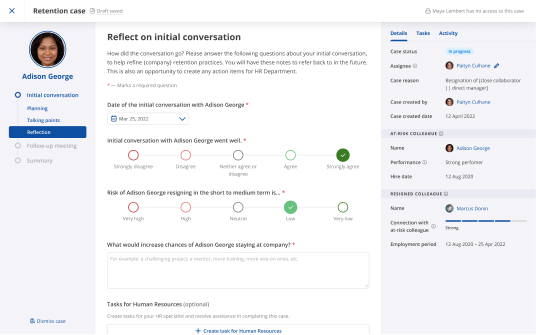 Retention case
Draft saved
Maya Lambert has no access to this case
Adison George
Initial conversation
Planning
Talking points
Reflection
Follow-up meeting
Summary
Dismiss case
Reflect on initial conversation
How did the conversation go? Please answer the following questions about your initial conversation,
to help refine (company) retention practices. You will have these notes to refer back to in the future.
This is also an opportunity to create any action items for HR Department.
* — Marks a required question
Date of the initial conversation with Adison George *
Mar 25, 2022
Initial conversation with Adison George went well. *
Strongly disagree
Disagree
Neither agree or
disagree
Agree
Strongly agree
Risk of Adison George resigning in the short to medium term is... *
Very high
High
Neutral
Low
Very low
What would increase chances of Adison George staying at company? *
For example: a challenging project, a mentor, more training, more one-on-ones, etc.
Tasks for Human Resources (optional)
Create tasks for your HR specialist and receive assistance in completing this case.
+ Create task for Human Resources
Details
Tasks
Activity
Case status
In progress
Assignee
Paityn Culhone
Case reason
Resignation of [close collaborator
|| direct manager]
Case created by
Paityn Culhone
Case created date
12 April 2022
AT-RISK COLLEAGUE
Name
Adison George
Performance
Strong perfomer
Hire date
12 Aug 2020
RESIGNED COLLEAGUE
Name
Marcus Donin
Connection with
at-risk colleague
Strong
Employment period
12 Aug 2020 – 25 Apr 2022